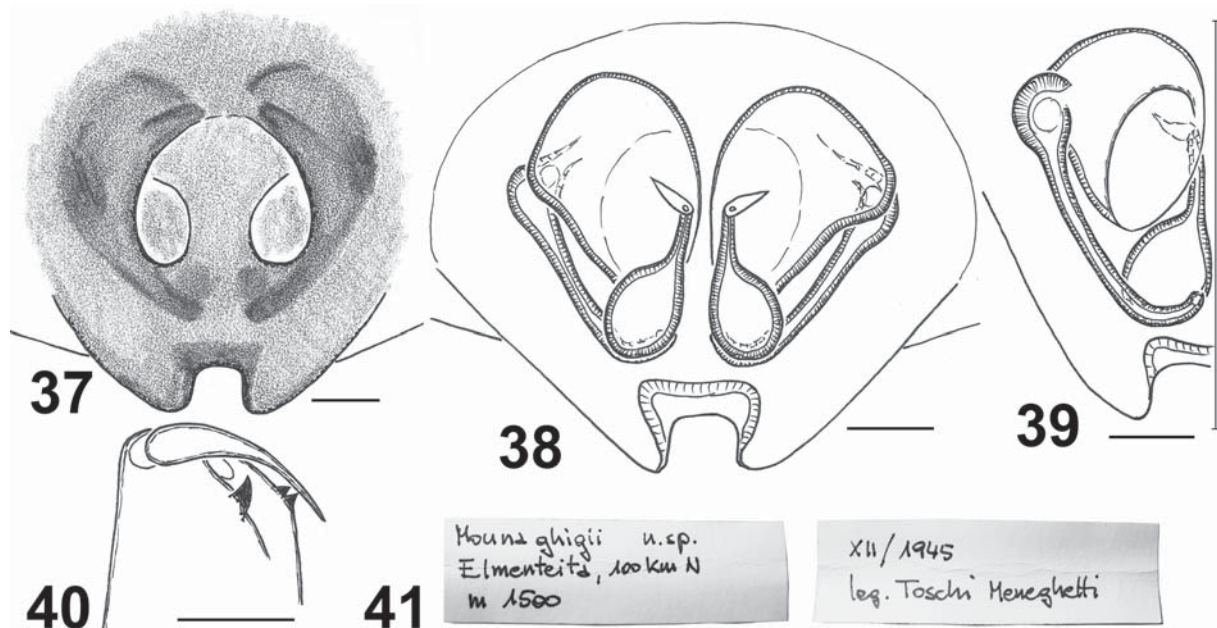 37
38
39
40
41
Mouna ghigii n.sp.
Elmenteita, 100 km N
m 1500
XII/1945
leg. Toschi Meneghetti